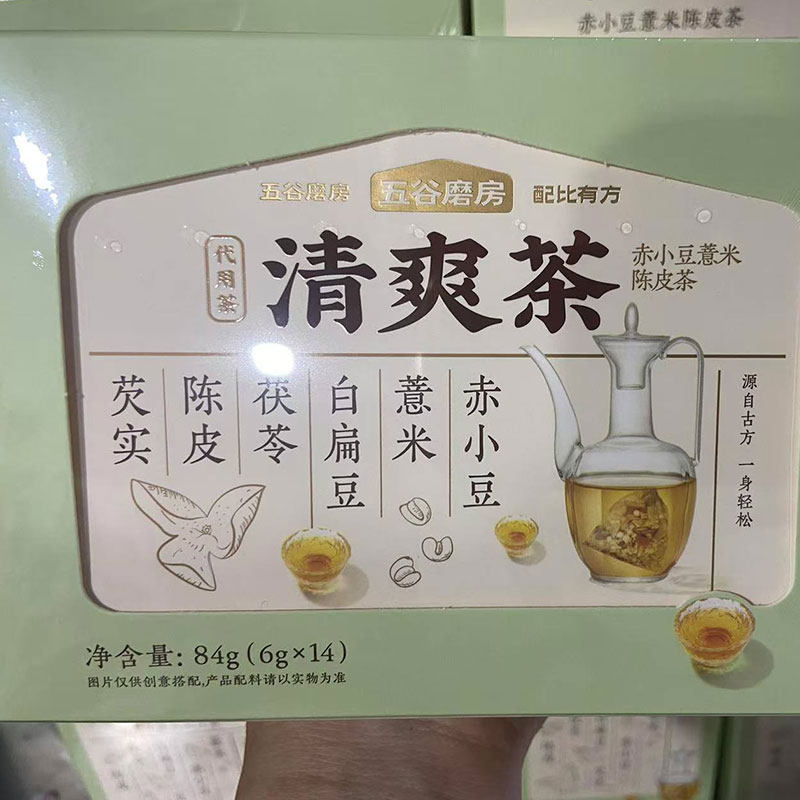 赤小豆薏米陈皮茶
五谷磨房
五谷磨房
配比有方
代用茶
清爽茶
赤小豆薏米
陈皮茶
芡实
陈皮
茯苓
白扁豆
薏米
赤小豆
源自古方 一身轻松
净含量: 84g(6g×14)
图片仅供创意搭配,产品配料请以实物为准